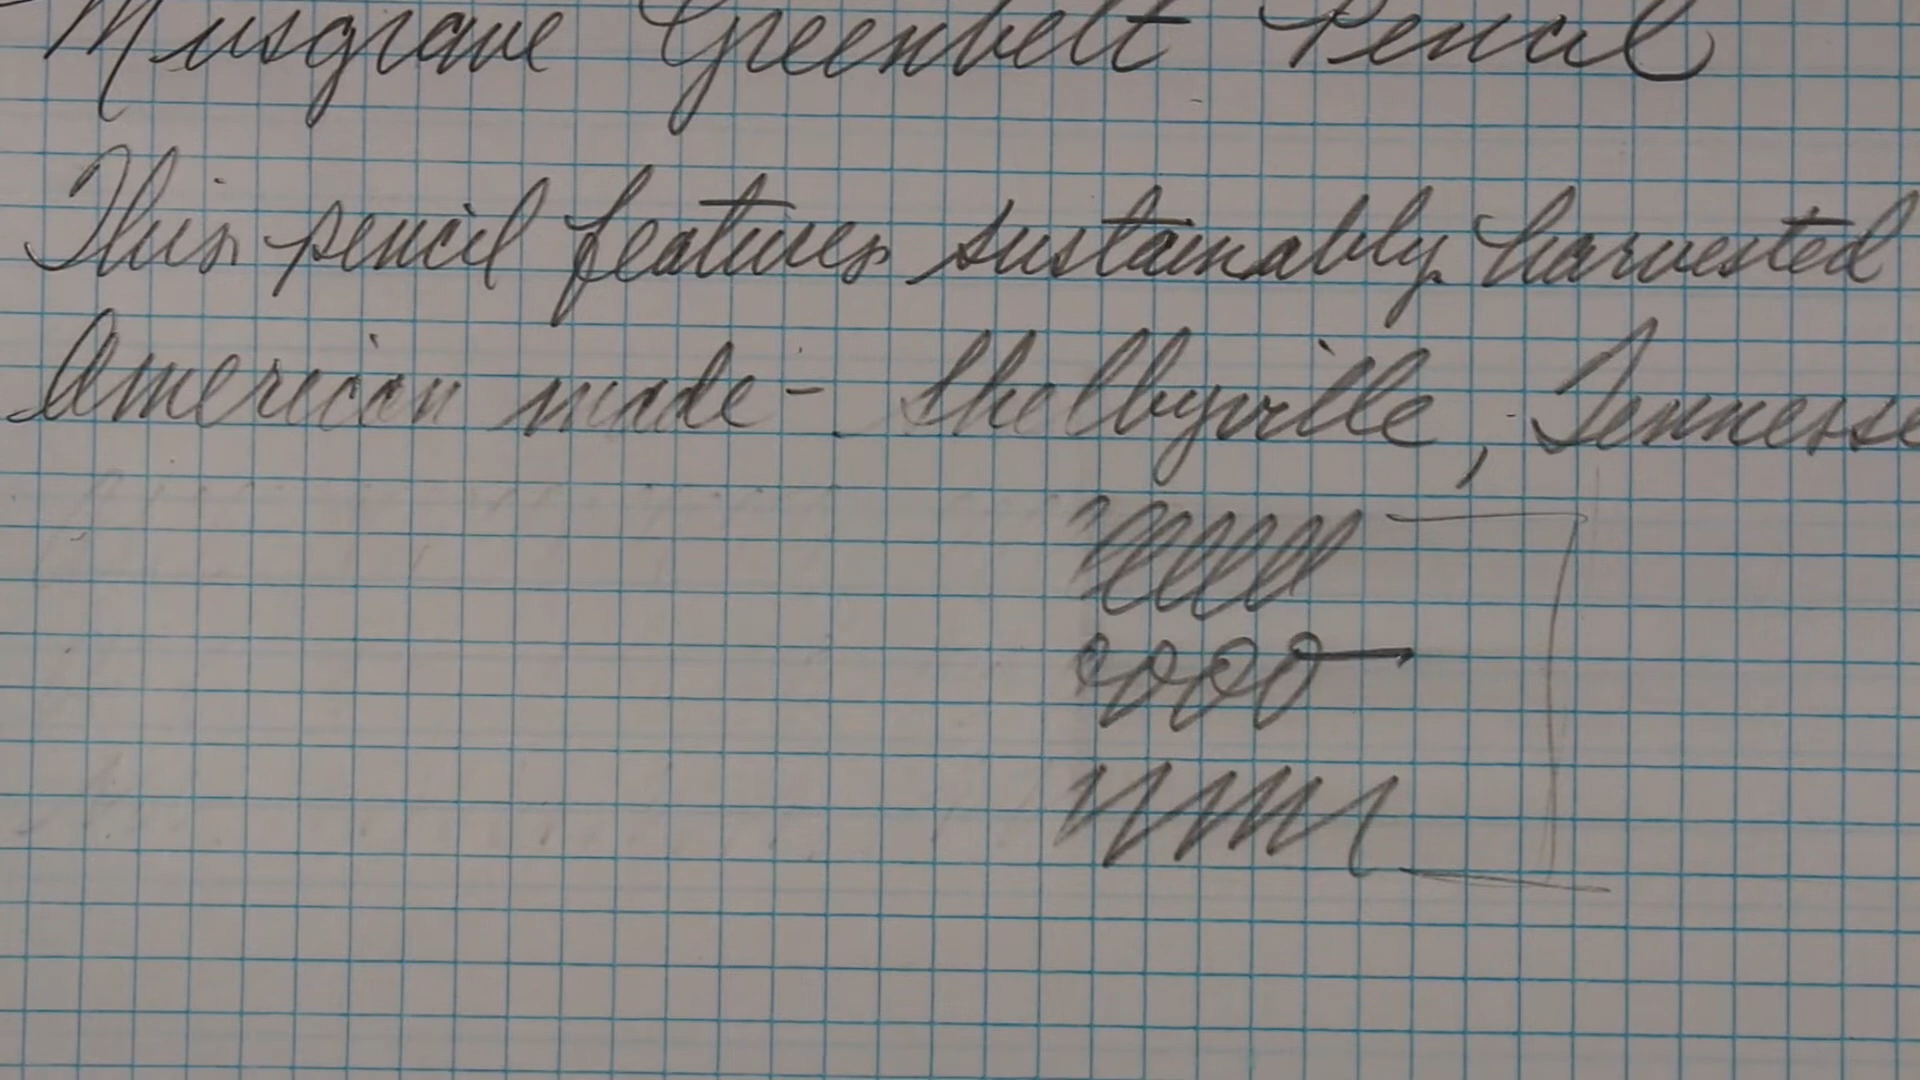 Musgrave Greenbelt Pencil
This pencil features sustainably harvested
American made - Shelbyville, Tennesse